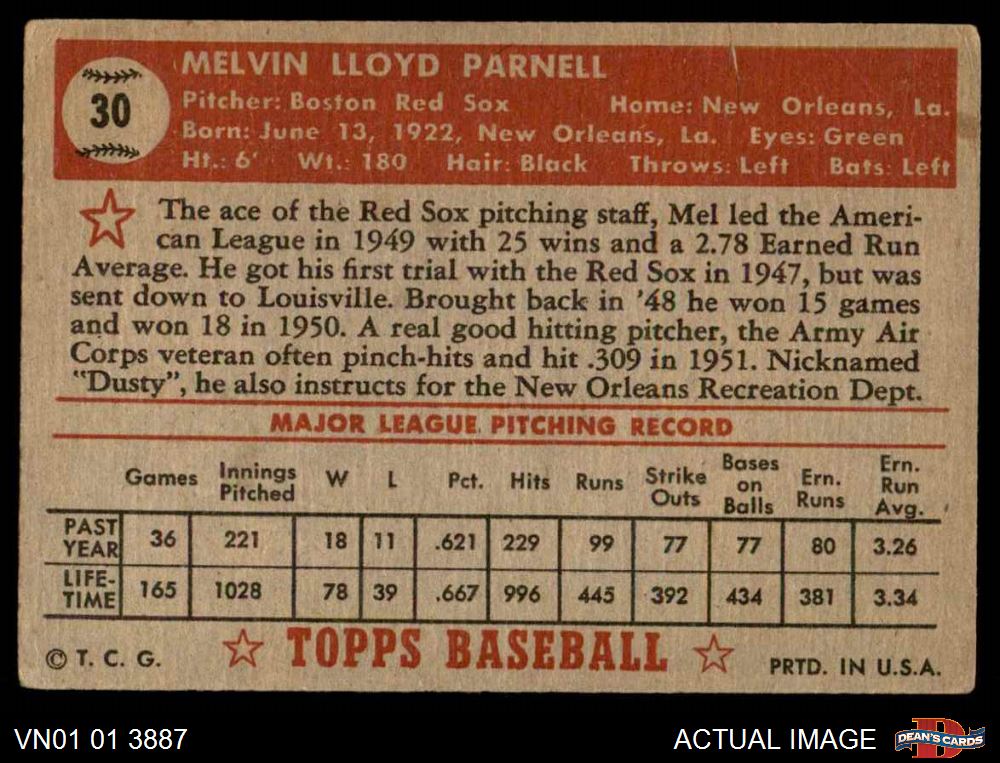 MELVIN LLOYD PARNELL
30
Pitcher: Boston Red Sox Home: New Orleans, La.
Born: June 13, 1922, New Orleans, La. Eyes: Green
Ht.: 6' Wt.: 180 Hair: Black Throws: Left Bats: Left
The ace of the Red Sox pitching staff, Mel led the Ameri-
can League in 1949 with 25 wins and a 2.78 Earned Run
Average. He got his first trial with the Red Sox in 1947, but was
sent down to Louisville. Brought back in '48 he won 15 games
and won 18 in 1950. A real good hitting pitcher, the Army Air
Corps veteran often pinch-hits and hit .309 in 1951. Nicknamed
"Dusty", he also instructs for the New Orleans Recreation Dept.
MAJOR LEAGUE PITCHING RECORD
Games Innings Pitched W L Pct. Hits Runs Strike Outs Bases on Balls Ern. Runs Ern. Run Avg.
PAST YEAR 36 221 18 11 .621 229 99 77 77 80 3.26
LIFE-TIME 165 1028 78 39 .667 996 445 392 434 381 3.34
© T. C. G. TOPPS BASEBALL PRTD. IN U.S.A.
VN01 01 3887 ACTUAL IMAGE DEAN'S CARDS